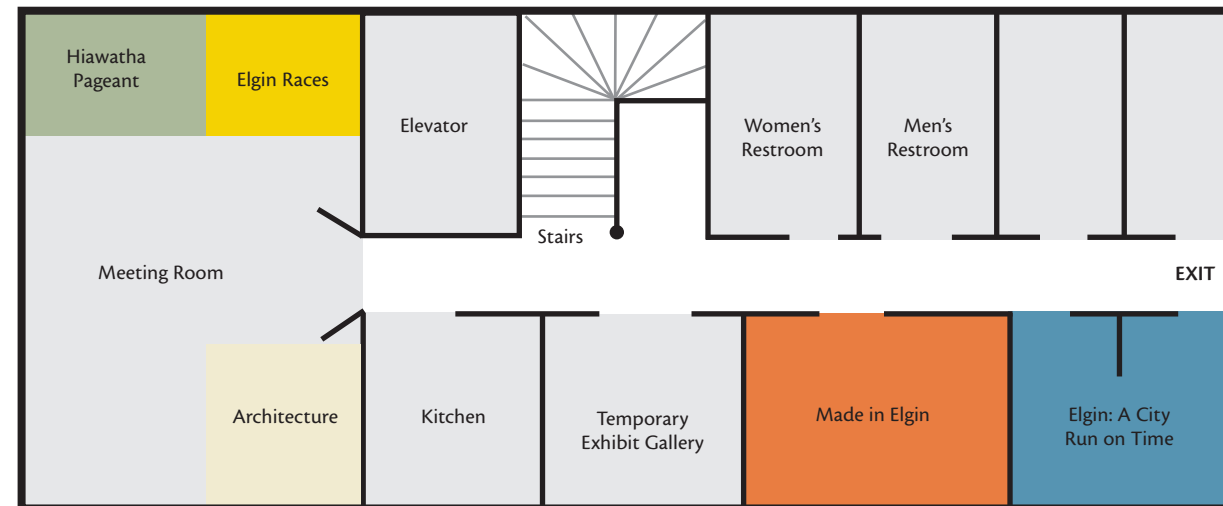 Hiawatha
Pageant
Elgin Races
Elevator
Women’s
Restroom
Men’s
Restroom
Stairs
Meeting Room
EXIT
Architecture
Kitchen
Temporary
Exhibit Gallery
Made in Elgin
Elgin: A City
Run on Time